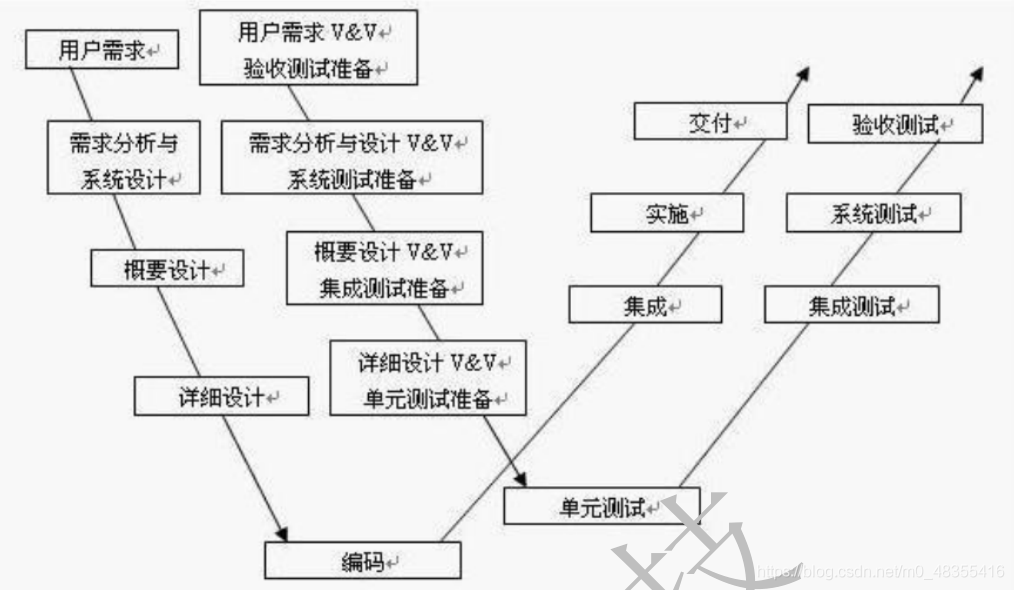 用户需求
用户需求 V&V
验收测试准备
需求分析与
系统设计
需求分析与设计 V&V
系统测试准备
概要设计
概要设计 V&V
集成测试准备
详细设计
详细设计 V&V
单元测试准备
编码
单元测试
集成
集成测试
实施
系统测试
交付
验收测试
https://blog.csdn.net/m0_48355416